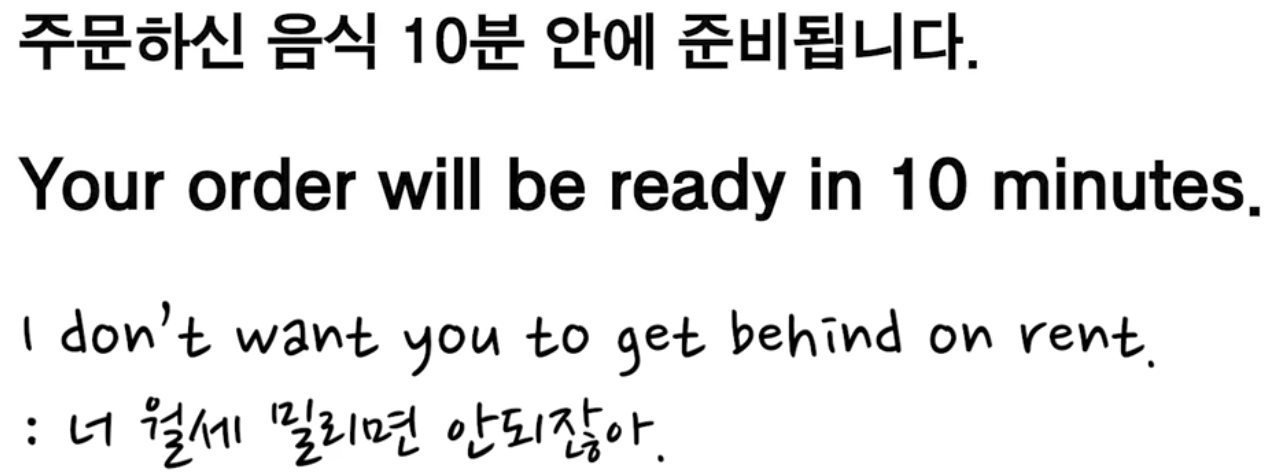 주문하신 음식 10분 안에 준비됩니다.
Your order will be ready in 10 minutes.
I don't want you to get behind on rent.
: 너 월세 밀리면 안되잖아.